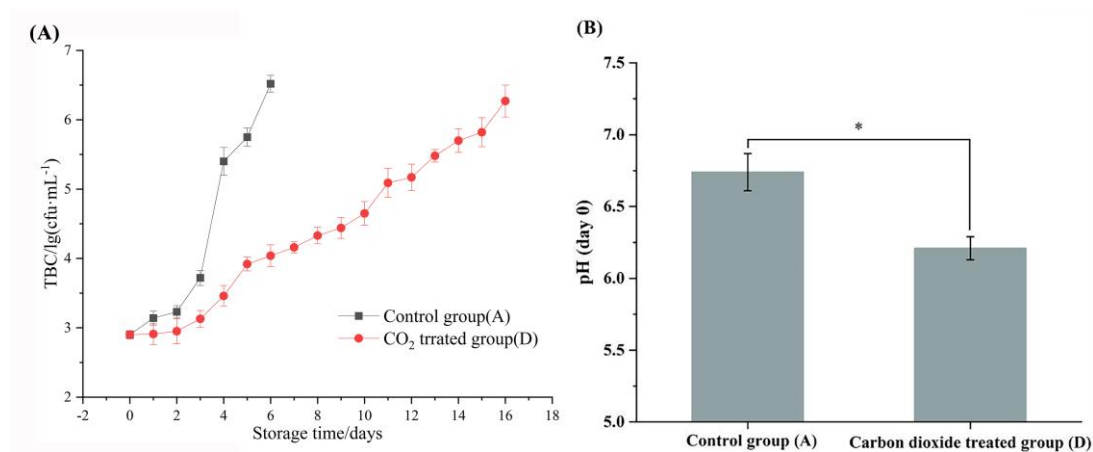 (A)
7
6
5
4
3
2
TBC/lg(cfu·mL⁻¹)
Control group(A)
CO₂ trrated group(D)
-2 0 2 4 6 8 10 12 14 16 18
Storage time/days
(B)
7.5
7.0
6.5
6.0
5.5
5.0
pH (day 0)
*
Control group (A) Carbon dioxide treated group (D)